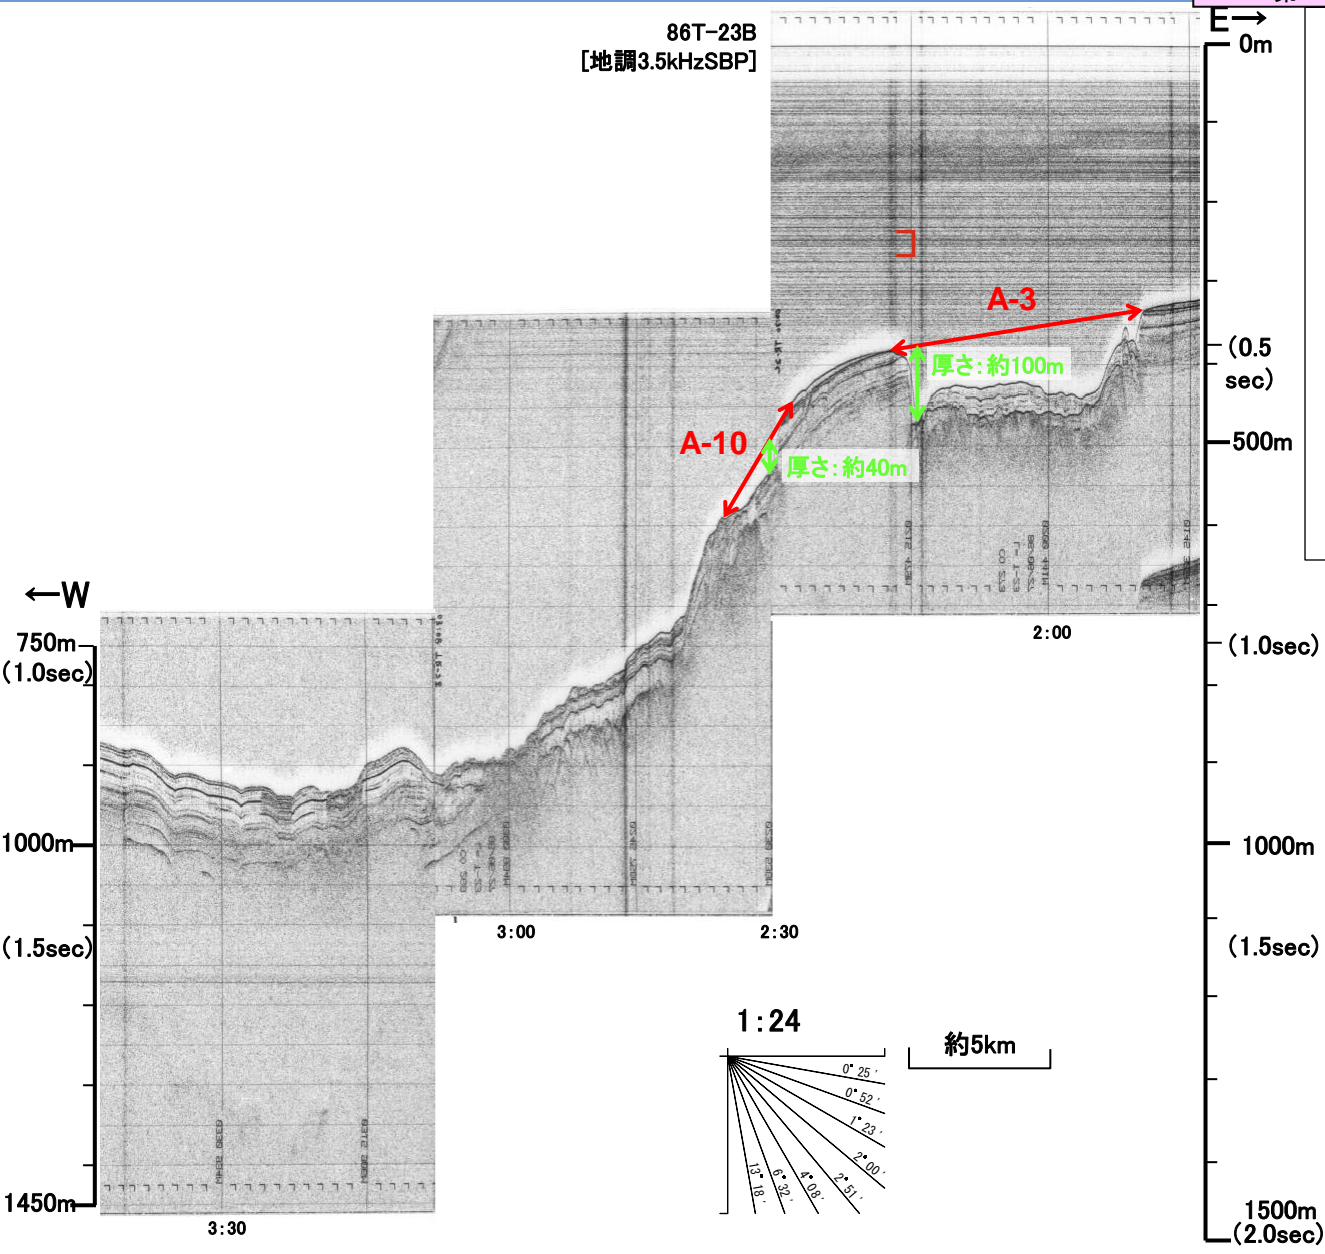 E→
86T-23B
[地調3.5kHzSBP]
0m
A-3
(0.5
sec)
厚さ:約100m
A-10
500m
厚さ:約40m
←W
2:00
750m
(1.0sec)
(1.0sec)
1000m
1000m
3:00
2:30
(1.5sec)
(1.5sec)
1:24
約5km
0°25′
0°52′
1°23′
2°00′
2°51′
4°08′
6°32′
13°18′
1450m
3:30
1500m
(2.0sec)